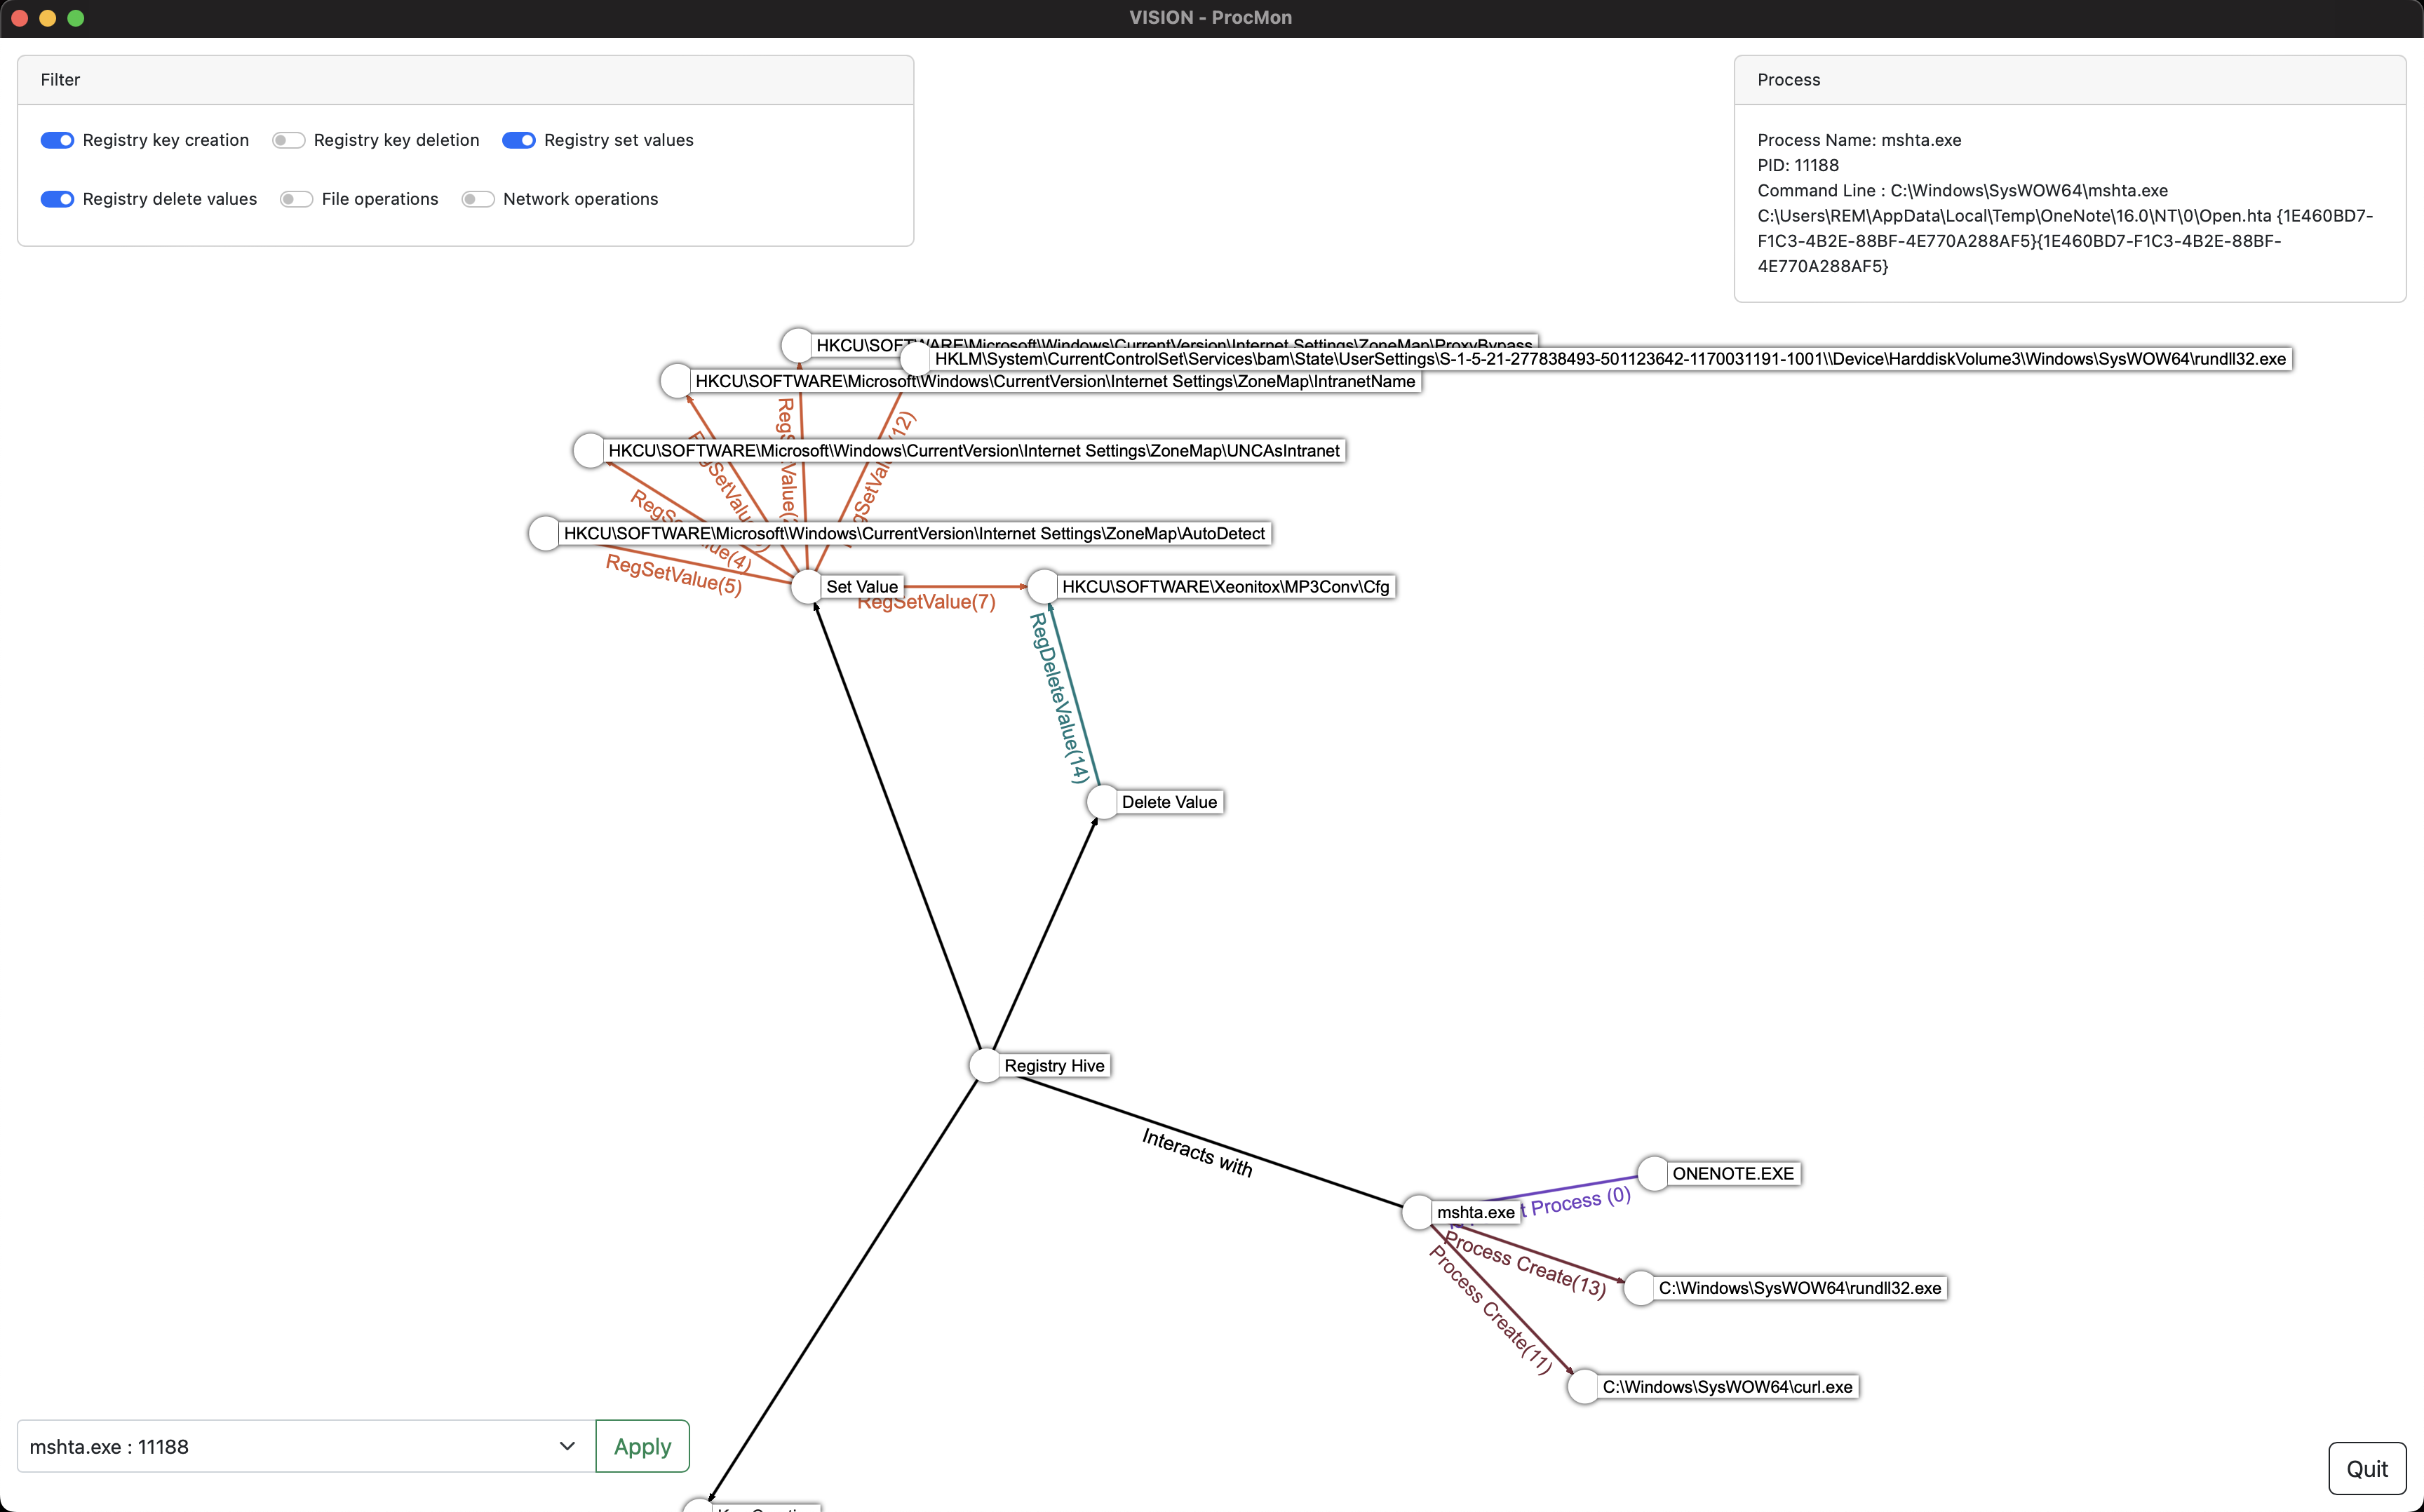 VISION - ProcMon
Filter
Registry key creation
Registry key deletion
Registry set values
Registry delete values
File operations
Network operations
Process
Process Name: mshta.exe
PID: 11188
Command Line : C:\Windows\SysWOW64\mshta.exe
C:\Users\REM\AppData\Local\Temp\OneNote\16.0\NT\0\Open.hta {1E460BD7-
F1C3-4B2E-88BF-4E770A288AF5}{1E460BD7-F1C3-4B2E-88BF-
4E770A288AF5}
HKCU\SOFTWARE\Microsoft\Windows\CurrentVersion\Internet Settings\ZoneMap\ProxyBypass
HKLM\System\CurrentControlSet\Services\bam\State\UserSettings\S-1-5-21-277838493-501123642-1170031191-1001\\Device\HarddiskVolume3\Windows\SysWOW64\rundll32.exe
HKCU\SOFTWARE\Microsoft\Windows\CurrentVersion\Internet Settings\ZoneMap\IntranetName
HKCU\SOFTWARE\Microsoft\Windows\CurrentVersion\Internet Settings\ZoneMap\UNCAsIntranet
HKCU\SOFTWARE\Microsoft\Windows\CurrentVersion\Internet Settings\ZoneMap\AutoDetect
RegSetValue(5)
Set Value
RegSetValue(7)
HKCU\SOFTWARE\Xeonitox\MP3Conv\Cfg
RegDeleteValue(14)
Delete Value
Registry Hive
Interacts with
ONENOTE.EXE
Process (0)
mshta.exe
Process Create(13)
C:\Windows\SysWOW64\rundll32.exe
Process Create(11)
C:\Windows\SysWOW64\curl.exe
mshta.exe : 11188
Apply
Quit